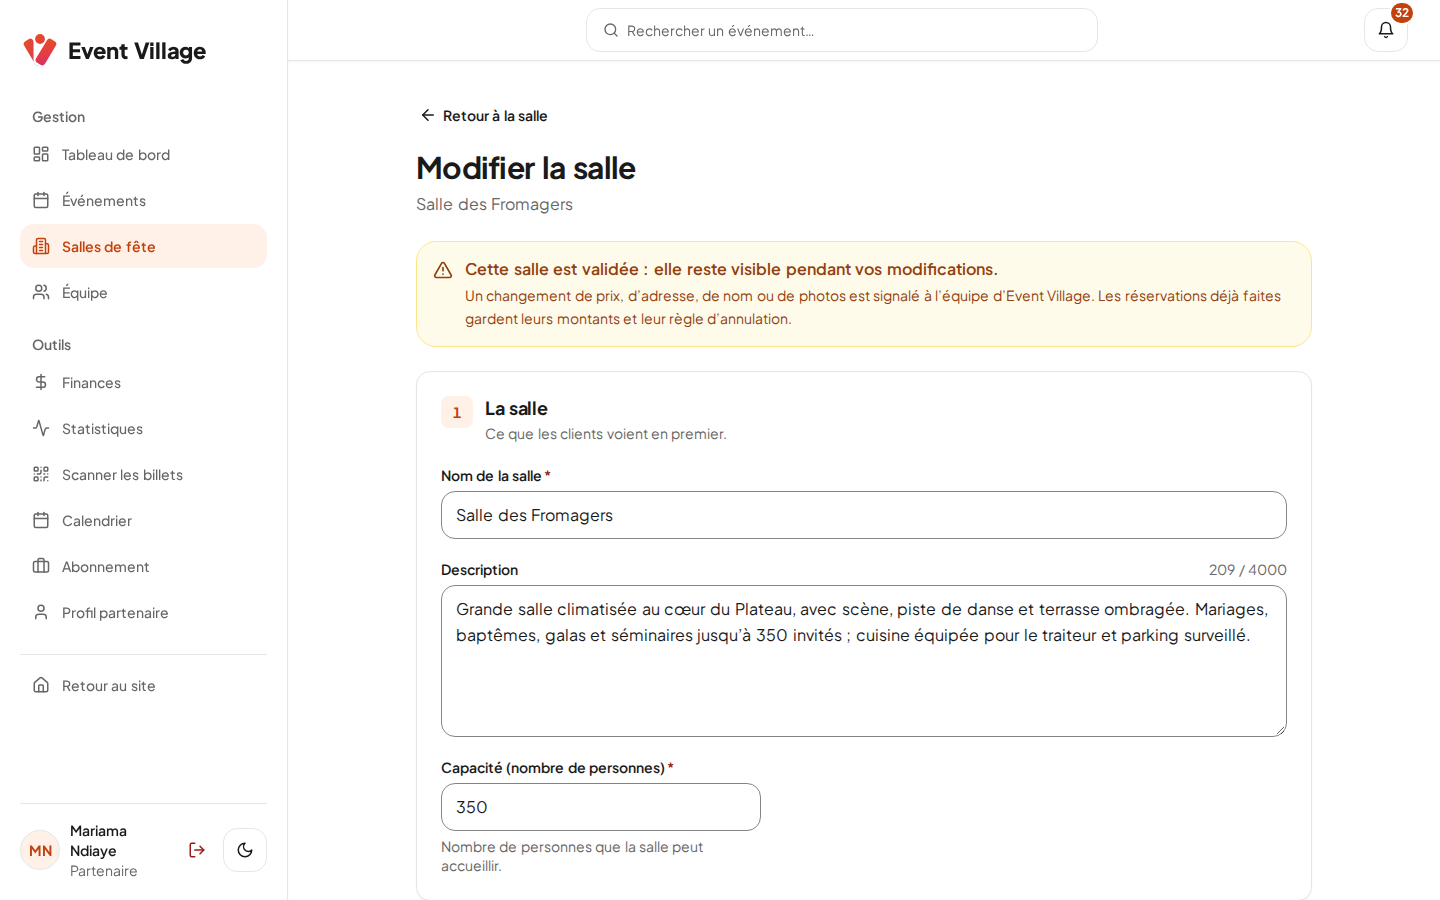 Event Village
Rechercher un événement…
32
Gestion
Tableau de bord
Événements
Salles de fête
Équipe
Outils
Finances
Statistiques
Scanner les billets
Calendrier
Abonnement
Profil partenaire
Retour au site
MN
Mariama
Ndiaye
Partenaire
Retour à la salle
Modifier la salle
Salle des Fromagers
Cette salle est validée : elle reste visible pendant vos modifications.
Un changement de prix, d’adresse, de nom ou de photos est signalé à l’équipe d’Event Village. Les réservations déjà faites
gardent leurs montants et leur règle d’annulation.
1
La salle
Ce que les clients voient en premier.
Nom de la salle *
Salle des Fromagers
Description
209 / 4000
Grande salle climatisée au cœur du Plateau, avec scène, piste de danse et terrasse ombragée. Mariages,
baptêmes, galas et séminaires jusqu’à 350 invités ; cuisine équipée pour le traiteur et parking surveillé.
Capacité (nombre de personnes) *
350
Nombre de personnes que la salle peut
accueillir.